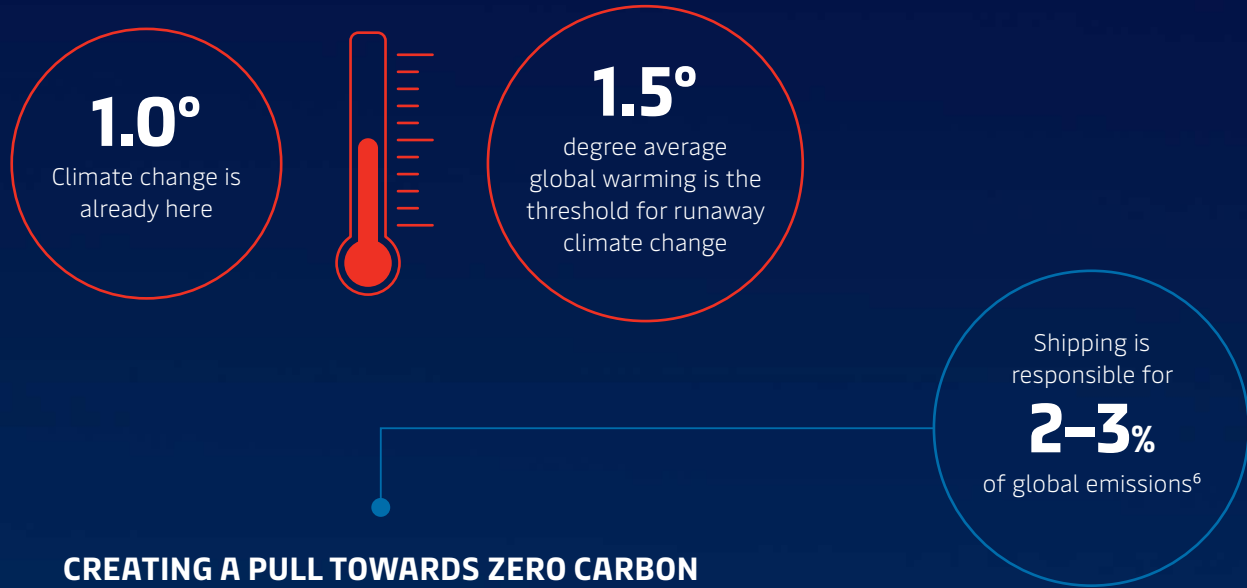 1.0°
Climate change is
already here
1.5°
degree average
global warming is the
threshold for runaway
climate change
Shipping is
responsible for
2–3%
of global emissions⁶
CREATING A PULL TOWARDS ZERO CARBON